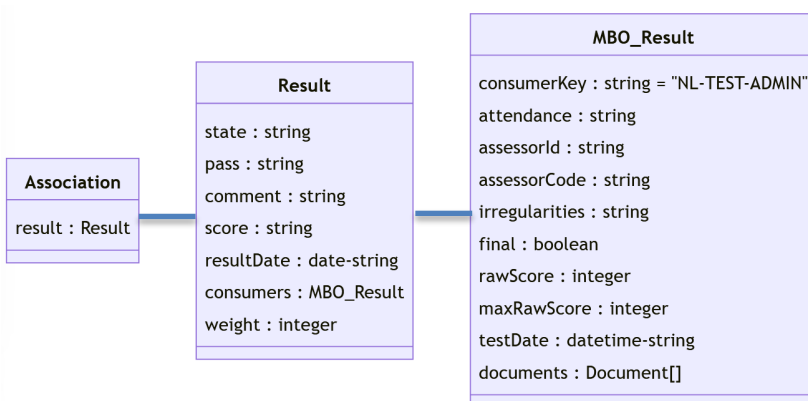 Association
result : Result
Result
state : string
pass : string
comment : string
score : string
resultDate : date-string
consumers : MBO_Result
weight : integer
MBO_Result
consumerKey : string = "NL-TEST-ADMIN"
attendance : string
assessorId : string
assessorCode : string
irregularities : string
final : boolean
rawScore : integer
maxRawScore : integer
testDate : datetime-string
documents : Document[]